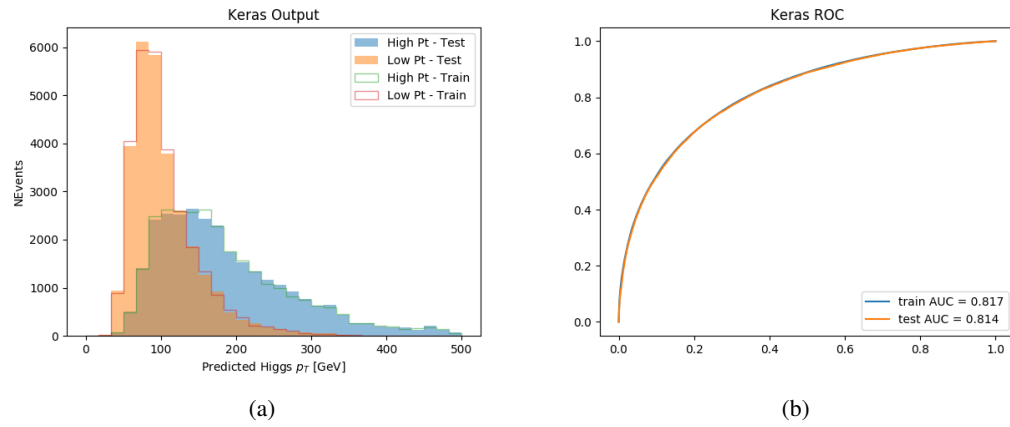 Keras Output
High Pt - Test
Low Pt - Test
High Pt - Train
Low Pt - Train
NEvents
6000
5000
4000
3000
2000
1000
0
0 100 200 300 400 500
Predicted Higgs pT [GeV]
(a)
Keras ROC
1.0
0.8
0.6
0.4
0.2
0.0
train AUC = 0.817
test AUC = 0.814
0.0 0.2 0.4 0.6 0.8 1.0
(b)